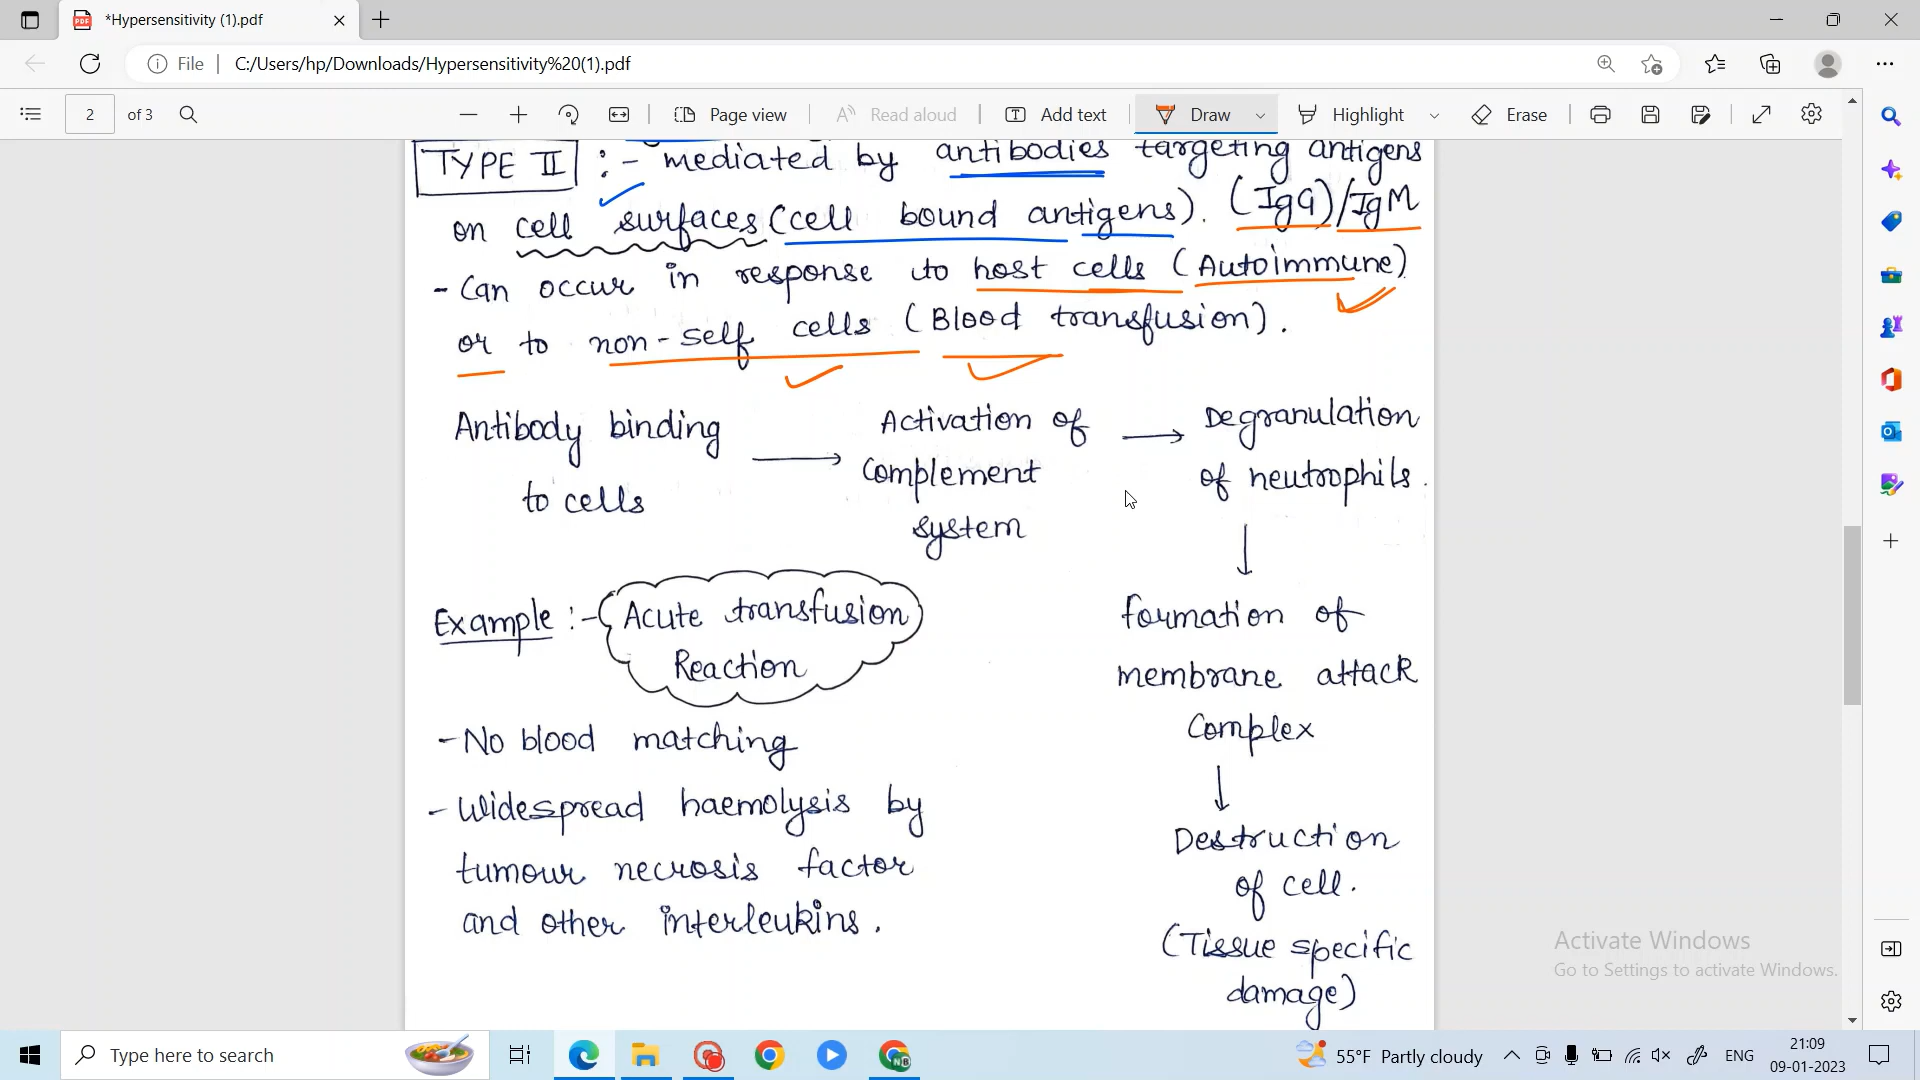 *Hypersensitivity (1).pdf
File | C:/Users/hp/Downloads/Hypersensitivity%20(1).pdf
2 of 3
Page view
Read aloud
Add text
Draw
Highlight
Erase
TYPE II :- mediated by antibodies targeting antigens
on cell surfaces (cell bound antigens). (IgG)/IgM
- Can occur in response to host cells (Autoimmune)
or to non-self cells (Blood transfusion).
Antibody binding to cells → Activation of Complement system → Degranulation of neutrophils.
↓
formation of
membrane attack
Complex
↓
Destruction
of cell.
(Tissue specific
damage)
Example :- Acute transfusion
Reaction
- No blood matching
- Widespread haemolysis by
tumour necrosis factor
and other interleukins.
Activate Windows
Go to Settings to activate Windows.
Type here to search
55°F Partly cloudy
ENG
21:09
09-01-2023